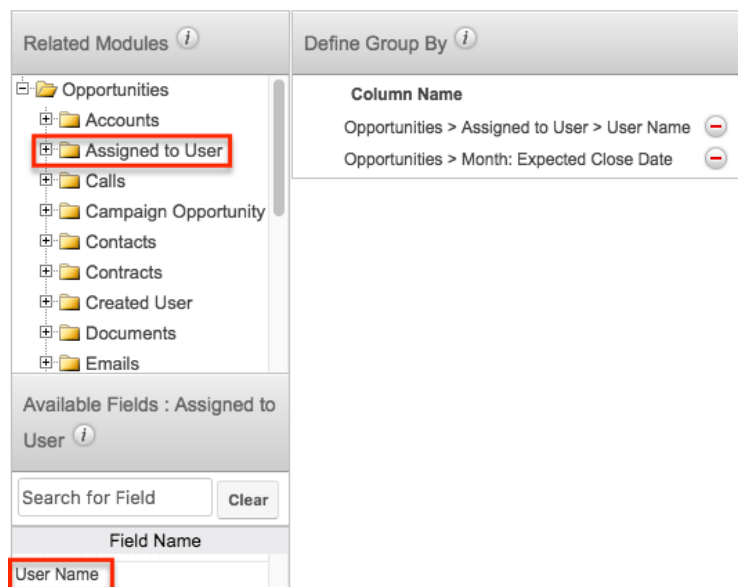 Related Modules i
Opportunities
Accounts
Assigned to User
Calls
Campaign Opportunity
Contacts
Contracts
Created User
Documents
Emails
Available Fields : Assigned to
User i
Search for Field Clear
Field Name
User Name
Define Group By i
Column Name
Opportunities > Assigned to User > User Name
Opportunities > Month: Expected Close Date